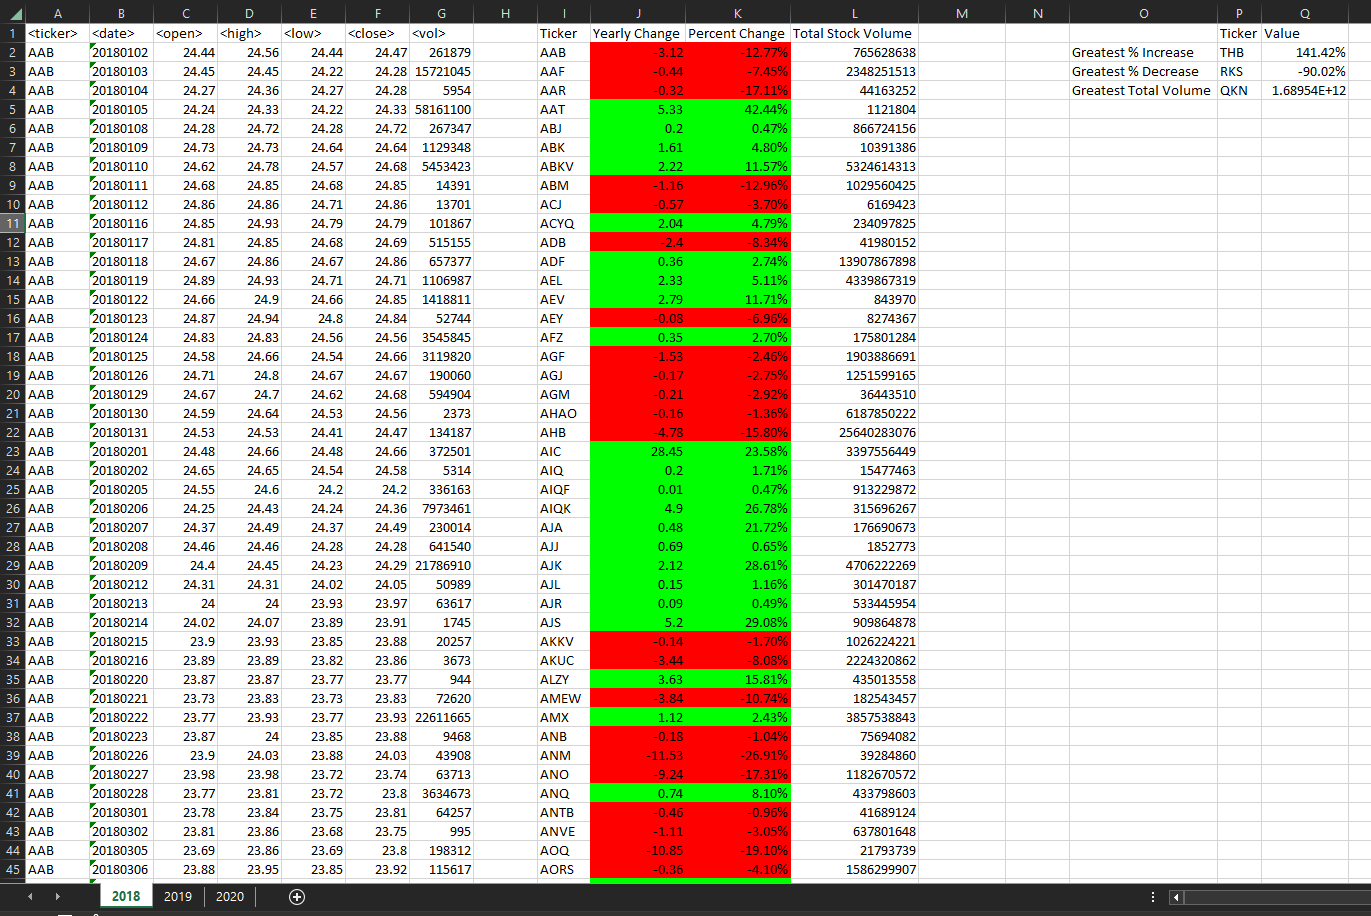 A B C D E F G H I J K L M N O P Q
1 <ticker> <date> <open> <high> <low> <close> <vol> Ticker Yearly Change Percent Change Total Stock Volume Ticker Value
2 AAB 20180102 24.44 24.56 24.44 24.47 261879 AAB -3.12 -12.77% 765628638 Greatest % Increase THB 141.42%
3 AAB 20180103 24.45 24.45 24.22 24.28 15721045 AAF -0.44 -7.45% 2348251513 Greatest % Decrease RKS -90.02%
4 AAB 20180104 24.27 24.36 24.27 24.28 5954 AAR -0.32 -17.11% 44163252 Greatest Total Volume QKN 1.68954E+12
5 AAB 20180105 24.24 24.33 24.22 24.33 58161100 AAT 5.33 42.44% 1121804
6 AAB 20180108 24.28 24.72 24.28 24.72 267347 ABJ 0.2 0.47% 866724156
7 AAB 20180109 24.73 24.73 24.64 24.64 1129348 ABK 1.61 4.80% 10391386
8 AAB 20180110 24.62 24.78 24.57 24.68 5453423 ABKV 2.22 11.57% 5324614313
9 AAB 20180111 24.68 24.85 24.68 24.85 14391 ABM -1.16 -12.96% 1029560425
10 AAB 20180112 24.86 24.86 24.71 24.86 13701 ACJ -0.57 -3.70% 6169423
11 AAB 20180116 24.85 24.93 24.79 24.79 101867 ACYQ 2.04 4.79% 234097825
12 AAB 20180117 24.81 24.85 24.68 24.69 515155 ADB -2.4 -8.34% 41980152
13 AAB 20180118 24.67 24.86 24.67 24.86 657377 ADF 0.36 2.74% 13907867898
14 AAB 20180119 24.89 24.93 24.71 24.71 1106987 AEL 2.33 5.11% 4339867319
15 AAB 20180122 24.66 24.9 24.66 24.85 1418811 AEV 2.79 11.71% 843970
16 AAB 20180123 24.87 24.94 24.8 24.84 52744 AEY -0.08 -6.96% 8274367
17 AAB 20180124 24.83 24.83 24.56 24.56 3545845 AFZ 0.35 2.70% 175801284
18 AAB 20180125 24.58 24.66 24.54 24.66 3119820 AGF -1.53 -2.46% 1903886691
19 AAB 20180126 24.71 24.8 24.67 24.67 190060 AGJ -0.17 -2.75% 1251599165
20 AAB 20180129 24.67 24.7 24.62 24.68 594904 AGM -0.21 -2.92% 36443510
21 AAB 20180130 24.59 24.64 24.53 24.56 2373 AHAO -0.16 -1.36% 6187850222
22 AAB 20180131 24.53 24.53 24.41 24.47 134187 AHB -4.78 -15.80% 25640283076
23 AAB 20180201 24.48 24.66 24.48 24.66 372501 AIC 28.45 23.58% 3397556449
24 AAB 20180202 24.65 24.65 24.54 24.58 5314 AIQ 0.2 1.71% 15477463
25 AAB 20180205 24.55 24.6 24.2 24.2 336163 AIQF 0.01 0.47% 913229872
26 AAB 20180206 24.25 24.43 24.24 24.36 7973461 AIQK 4.9 26.78% 315696267
27 AAB 20180207 24.37 24.49 24.37 24.49 230014 AJA 0.48 21.72% 176690673
28 AAB 20180208 24.46 24.46 24.28 24.28 641540 AJJ 0.69 0.65% 1852773
29 AAB 20180209 24.4 24.45 24.23 24.29 21786910 AJK 2.12 28.61% 4706222269
30 AAB 20180212 24.31 24.31 24.02 24.05 50989 AJL 0.15 1.16% 301470187
31 AAB 20180213 24 24 23.93 23.97 63617 AJR 0.09 0.49% 533445954
32 AAB 20180214 24.02 24.07 23.89 23.91 1745 AJS 5.2 29.08% 909864878
33 AAB 20180215 23.9 23.93 23.85 23.88 20257 AKKV -0.14 -1.70% 1026224221
34 AAB 20180216 23.89 23.89 23.82 23.86 3673 AKUC -3.44 -8.08% 2224320862
35 AAB 20180220 23.87 23.87 23.77 23.77 944 ALZY 3.63 15.81% 435013558
36 AAB 20180221 23.73 23.83 23.73 23.83 72620 AMEW -3.84 -10.74% 182543457
37 AAB 20180222 23.77 23.93 23.77 23.93 22611665 AMX 1.12 2.43% 3857538843
38 AAB 20180223 23.87 24 23.85 23.88 9468 ANB -0.18 -1.04% 75694082
39 AAB 20180226 23.9 24.03 23.88 24.03 43908 ANM -11.53 -26.91% 39284860
40 AAB 20180227 23.98 23.98 23.72 23.74 63713 ANO -9.24 -17.31% 1182670572
41 AAB 20180228 23.77 23.81 23.72 23.8 3634673 ANQ 0.74 8.10% 433798603
42 AAB 20180301 23.78 23.84 23.75 23.81 64257 ANTB -0.46 -0.96% 41689124
43 AAB 20180302 23.81 23.86 23.68 23.75 995 ANVE -1.11 -3.05% 637801648
44 AAB 20180305 23.69 23.86 23.69 23.8 198312 AOQ -10.85 -19.10% 21793739
45 AAB 20180306 23.88 23.95 23.85 23.92 115617 AORS -0.36 -4.10% 1586299907
2018 2019 2020